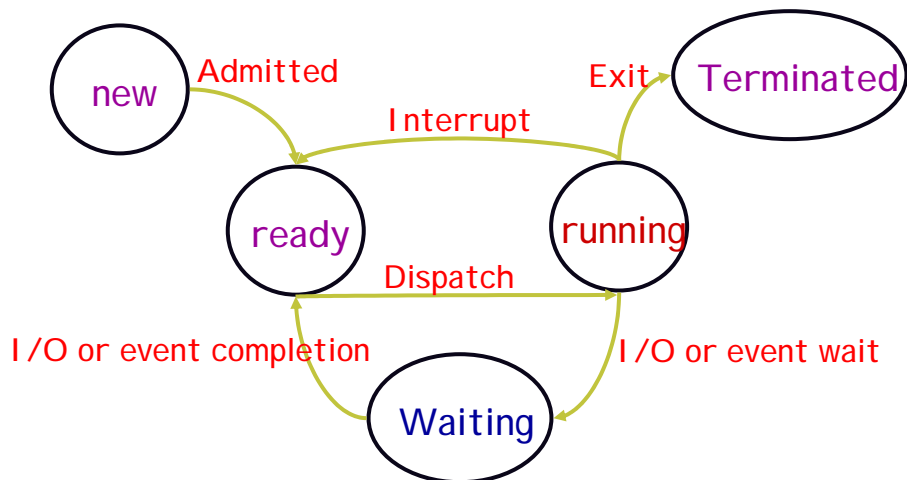 new
Admitted
Exit
Terminated
Interrupt
ready
running
Dispatch
I/O or event completion
I/O or event wait
Waiting